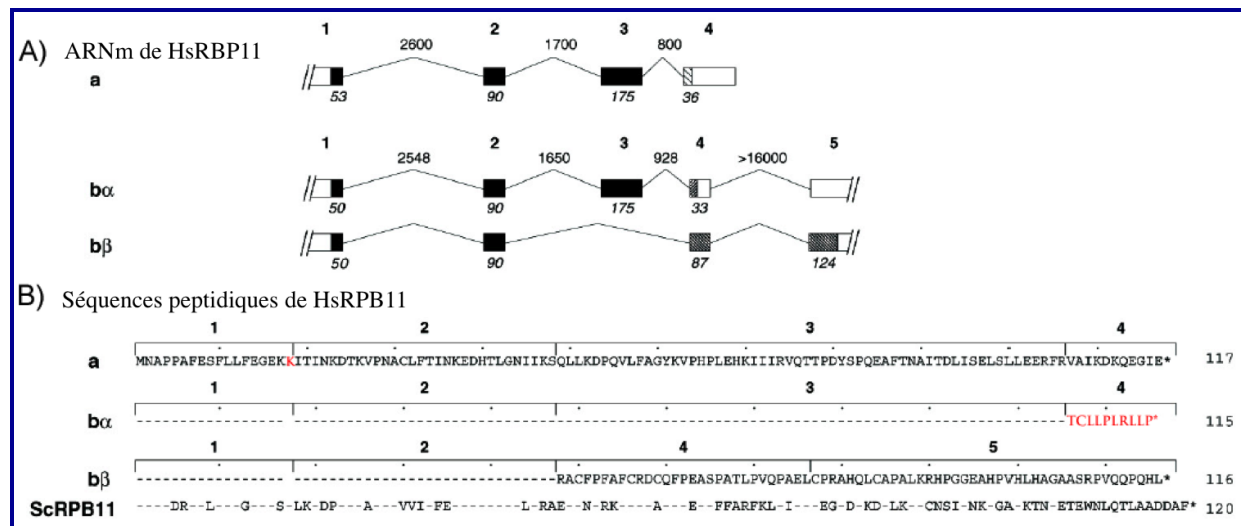 A) ARNm de HsRBP11
1 2 3 4
2600 1700 800
a
53 90 175 36
1 2 3 4 5
2548 1650 928 >16000
bα
50 90 175 33
bβ
50 90 87 124
B) Séquences peptidiques de HsRPB11
1 2 3 4
a MNAPPAFESFLLFEGEKKITINKDTKVPNACLFTINKEDHTLGNIIKSQLLKDPQVLFAGYKVPHPLEHKIIIRVQTTPDYSPQEAFTNAITDLISELSLLEERFRVAIKDKQEGIE* 117
1 2 3 4
bα ----------------- ----------------------------------------------------------------------------------- TCLLPLRLLP* 115
1 2 4 5
bβ ----------------- -----------------------------RACFPPAFCRDCQFPEASPATLPVQPAELCPRAHQLCAPALKRHPGGEAHPVHLHAGAASRPVQQPQHL* 116
ScRPB11 ----DR--L---G---S-LK-DP---A---VVI-FE--------L-RAE--N-RK----A---E--FFARFKL-I---EG-D-KD-LK--CNSI-NK-GA-KTN-ETEWNLQTLAADDAF* 120